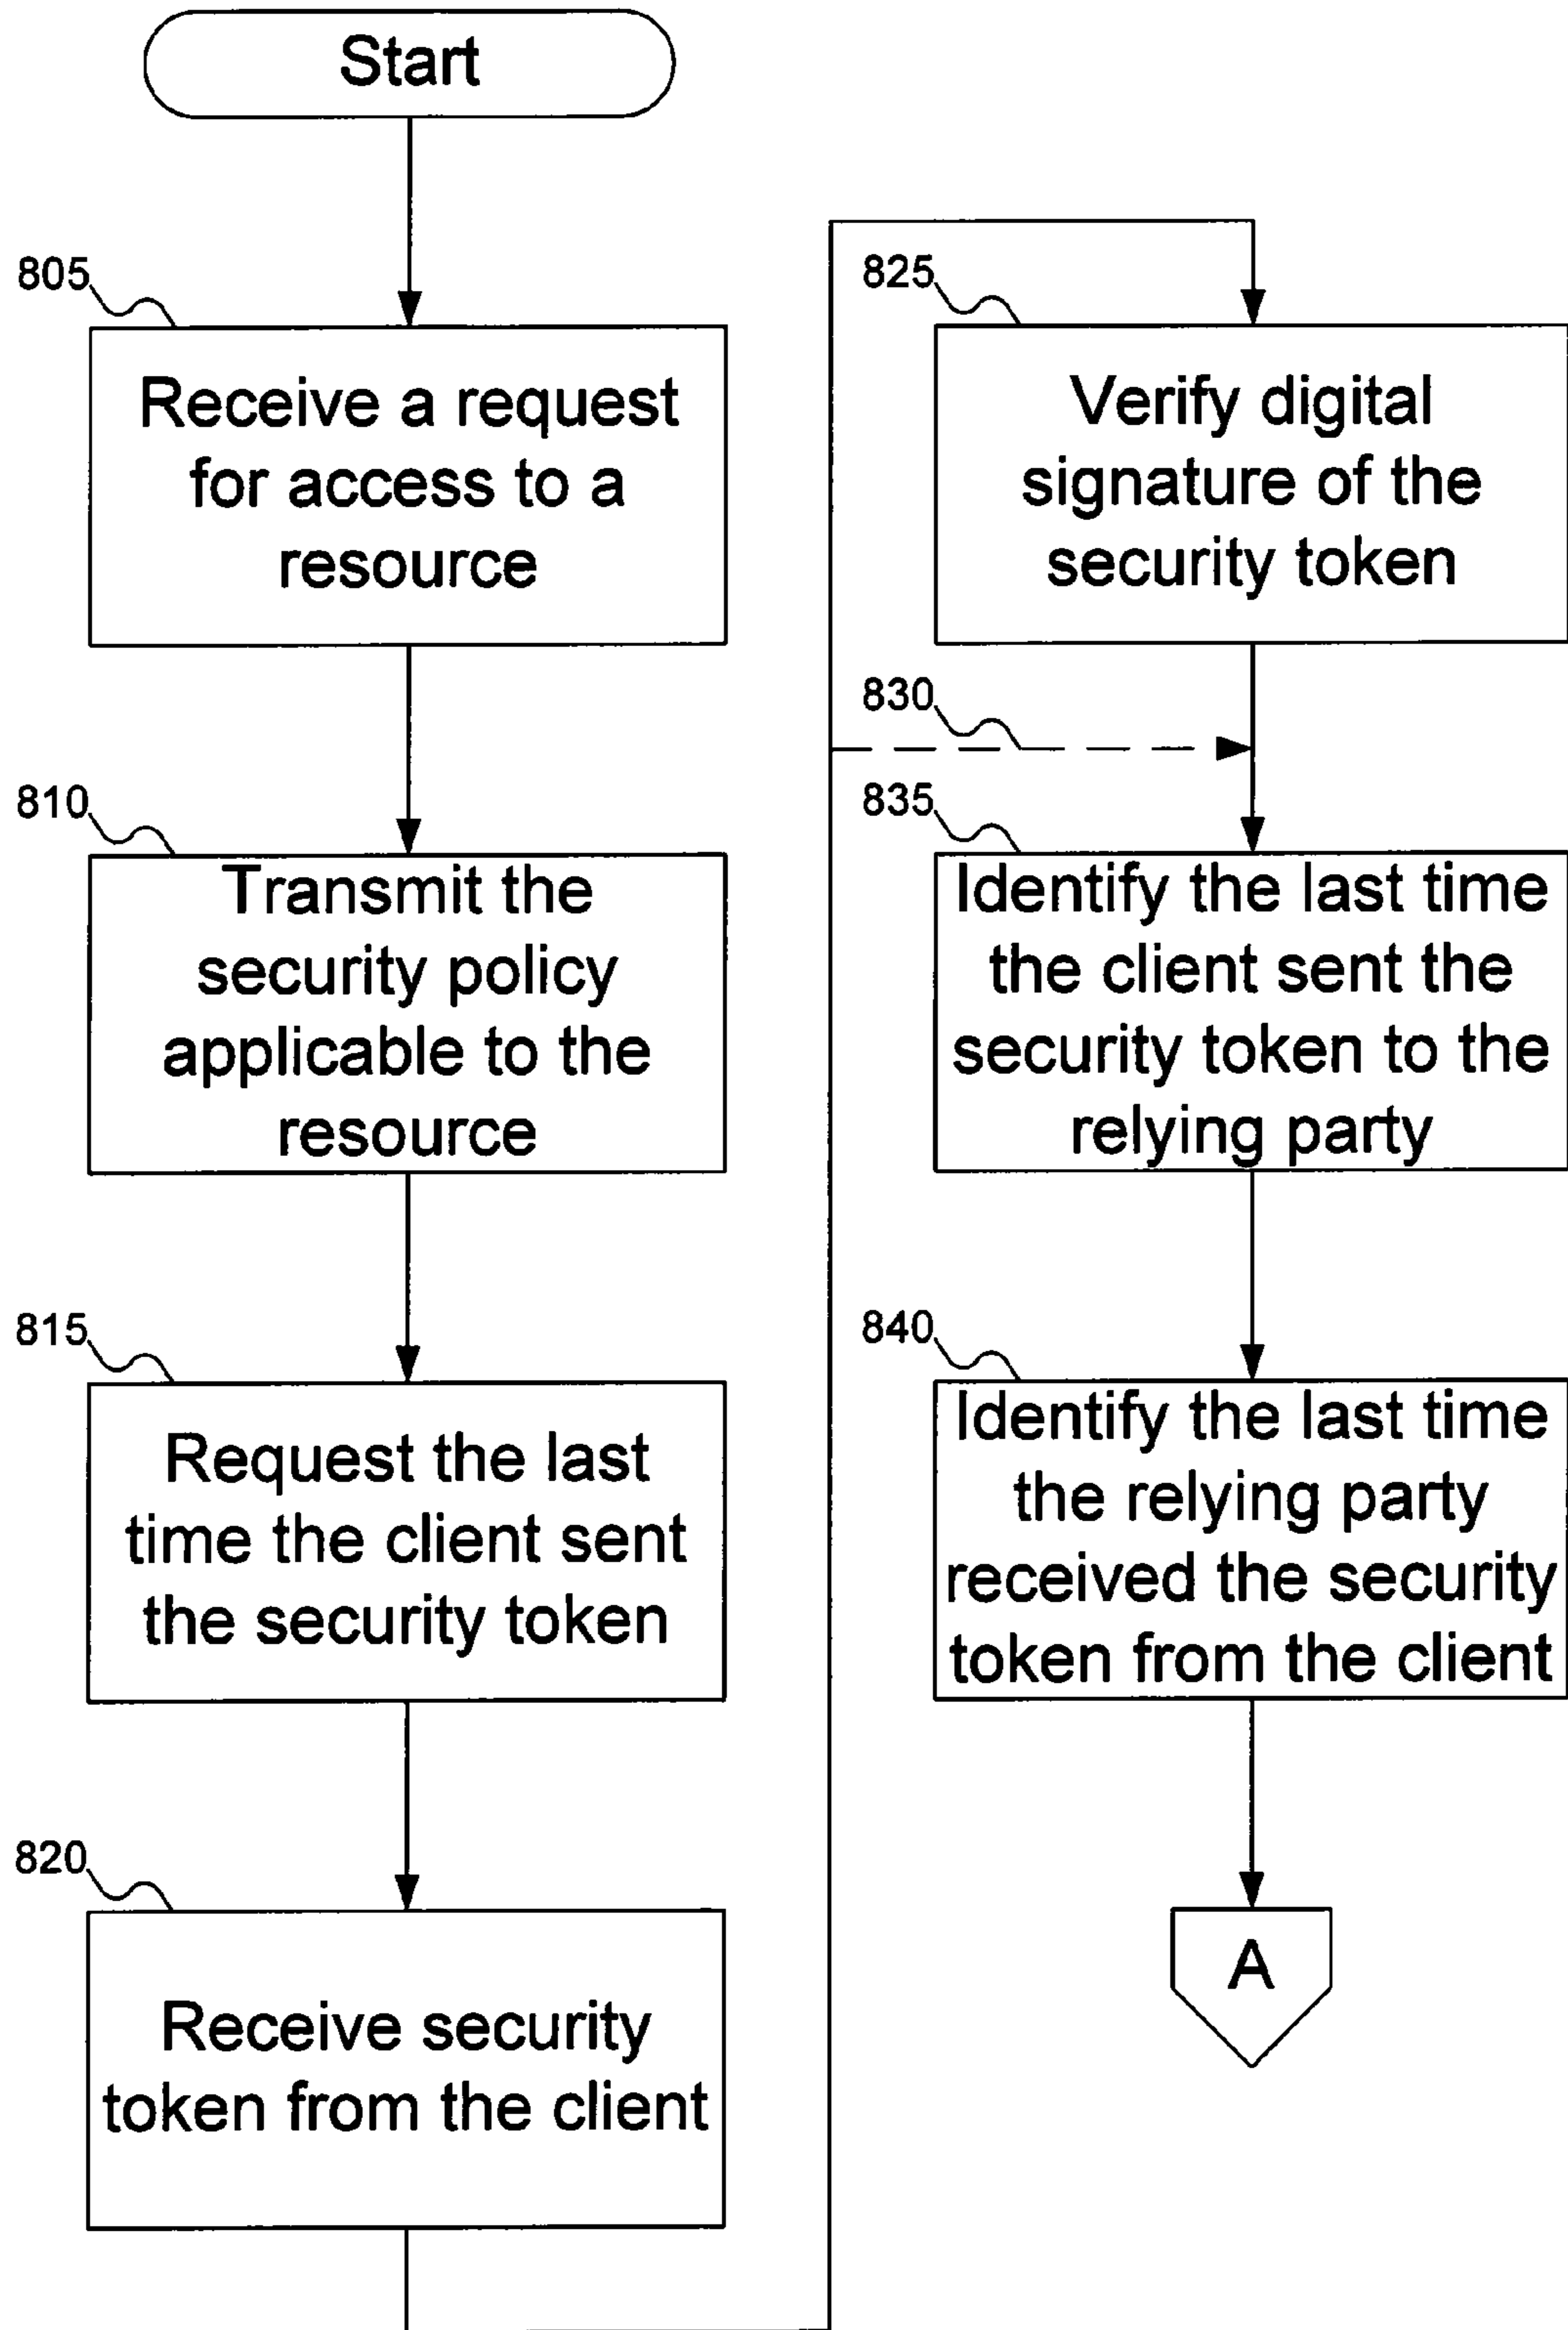 Start
805
Receive a request
for access to a
resource
810
Transmit the
security policy
applicable to the
resource
815
Request the last
time the client sent
the security token
820
Receive security
token from the client
825
Verify digital
signature of the
security token
830
835
Identify the last time
the client sent the
security token to the
relying party
840
Identify the last time
the relying party
received the security
token from the client
A